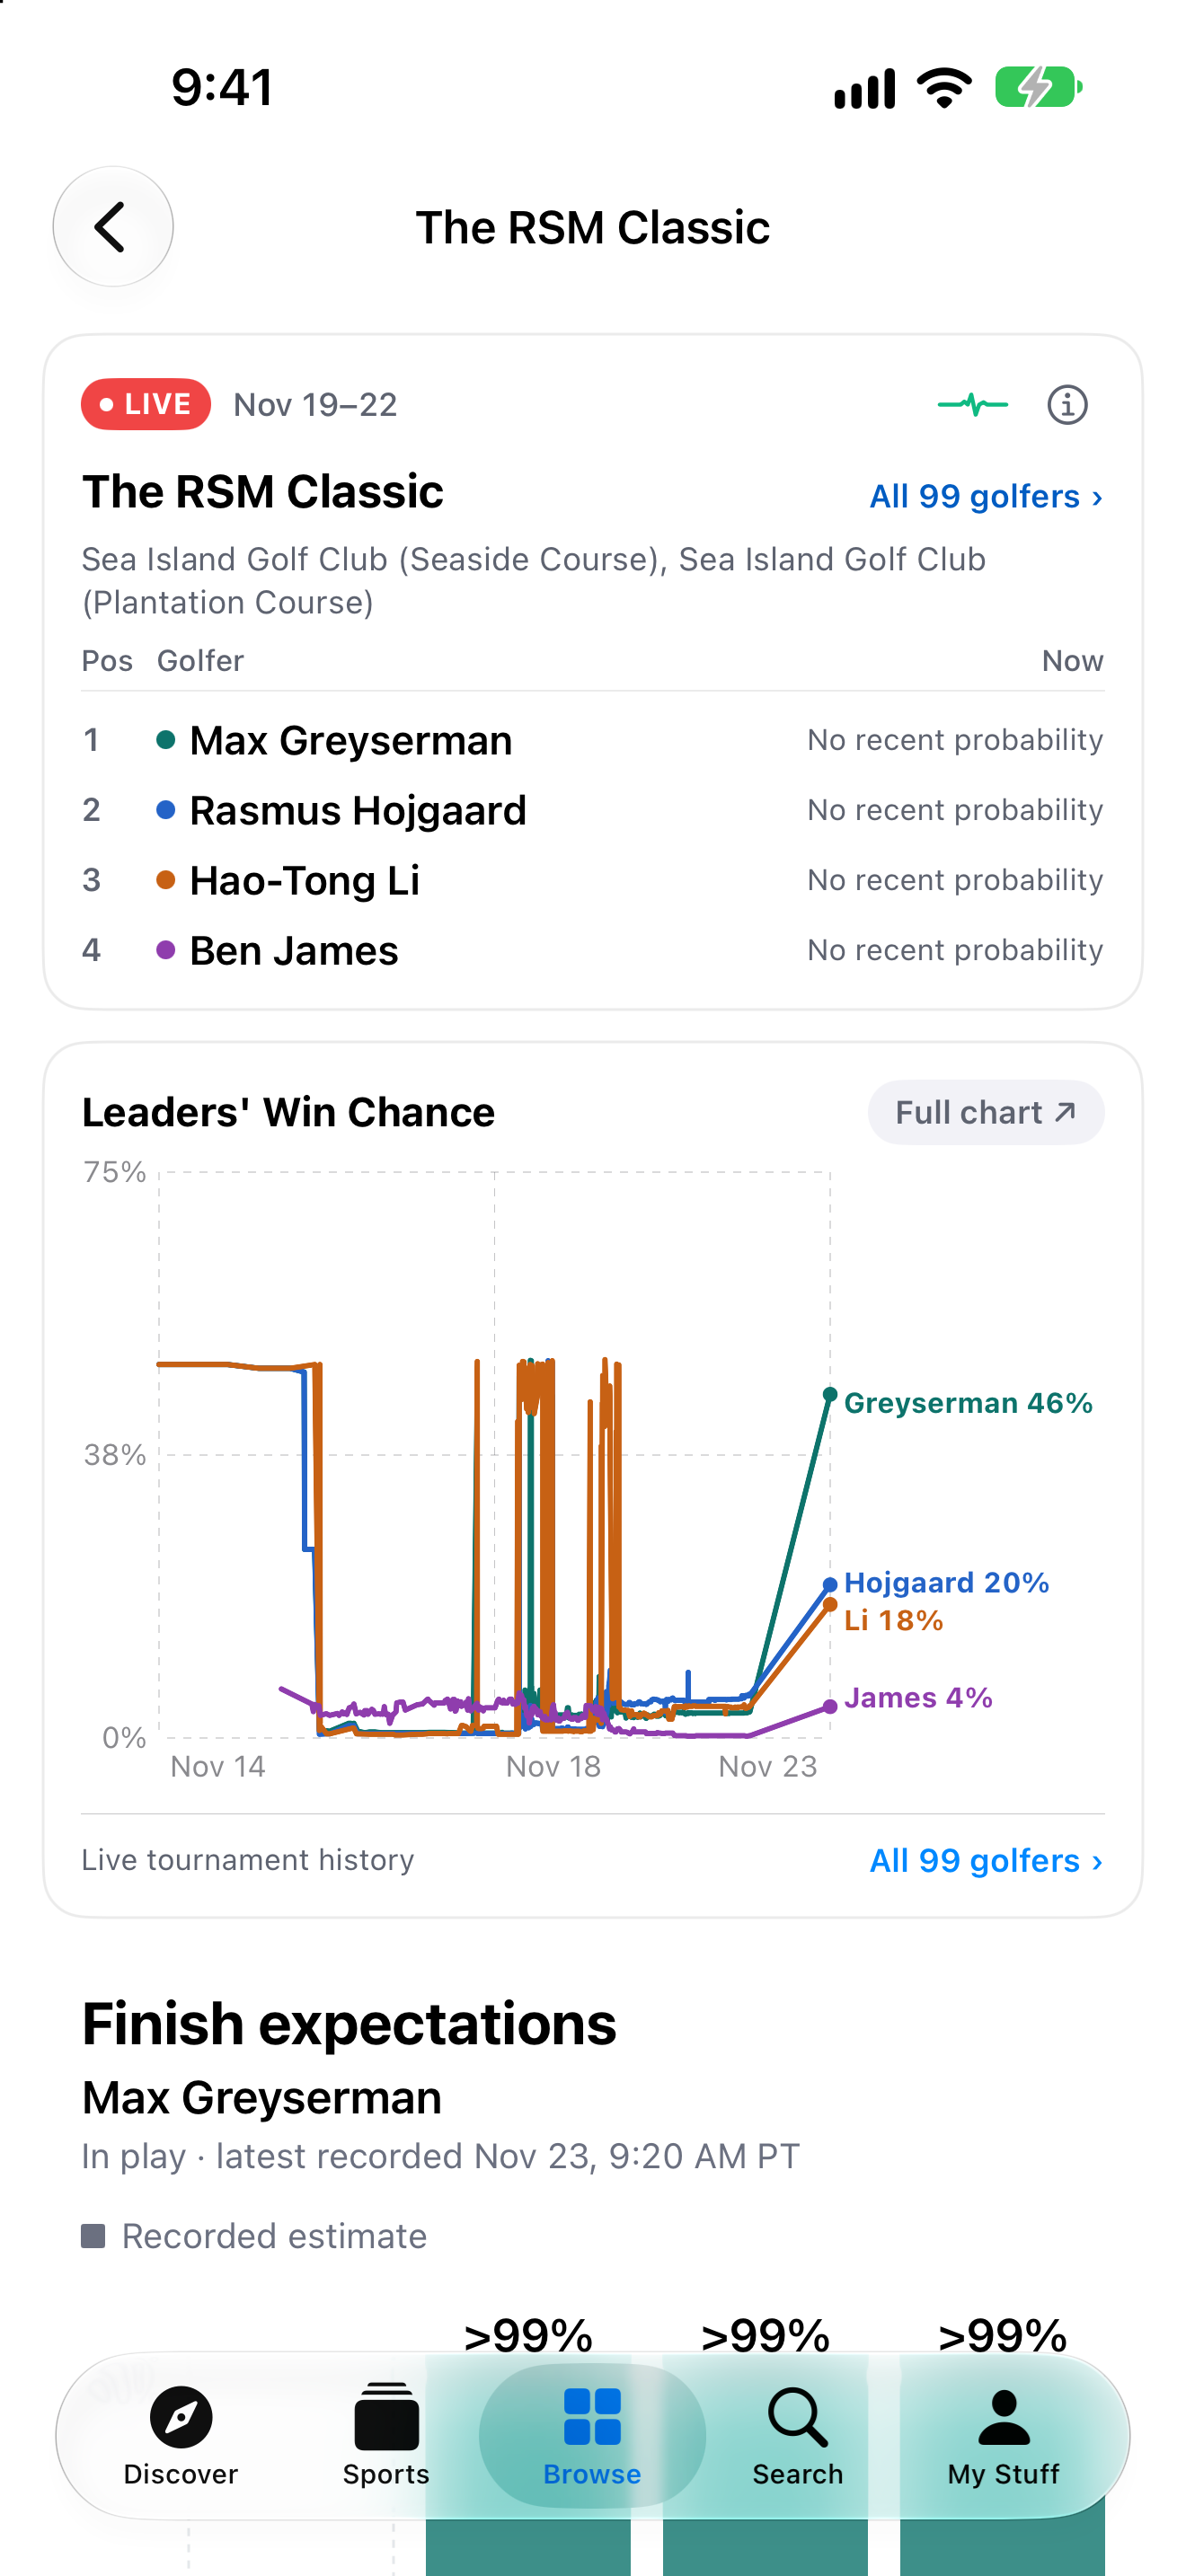 9:41
The RSM Classic
LIVE Nov 19–22
The RSM Classic
All 99 golfers ›
Sea Island Golf Club (Seaside Course), Sea Island Golf Club
(Plantation Course)
Pos Golfer Now
1 Max Greyserman No recent probability
2 Rasmus Hojgaard No recent probability
3 Hao-Tong Li No recent probability
4 Ben James No recent probability
Leaders' Win Chance
Full chart ↗
75%
38%
0%
Greyserman 46%
Hojgaard 20%
Li 18%
James 4%
Nov 14 Nov 18 Nov 23
Live tournament history
All 99 golfers ›
Finish expectations
Max Greyserman
In play · latest recorded Nov 23, 9:20 AM PT
Recorded estimate
>99% >99% >99%
Discover Sports Browse Search My Stuff